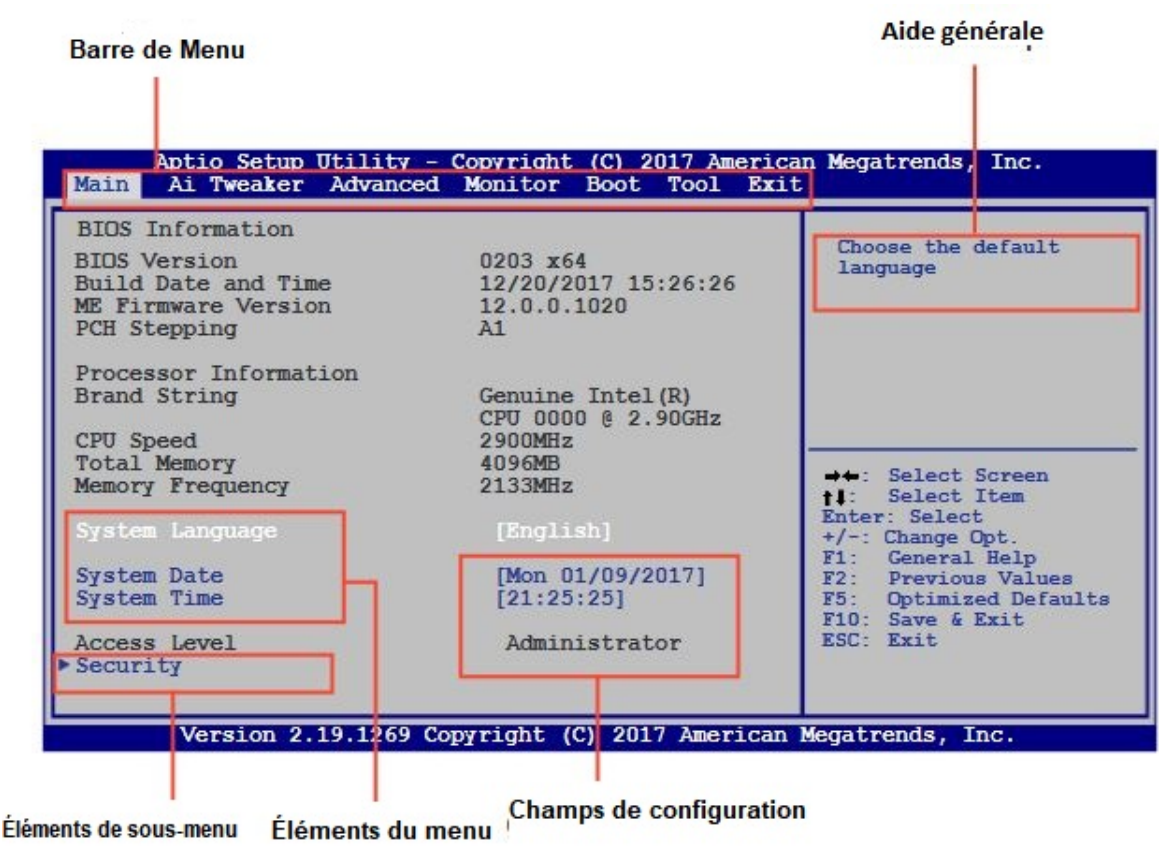 Barre de Menu
Aide générale
Aptio Setup Utility - Copyright (C) 2017 American Megatrends, Inc.
Main Ai Tweaker Advanced Monitor Boot Tool Exit
BIOS Information
BIOS Version 0203 x64
Build Date and Time 12/20/2017 15:26:26
ME Firmware Version 12.0.0.1020
PCH Stepping A1
Processor Information
Brand String Genuine Intel(R)
CPU 0000 @ 2.90GHz
CPU Speed 2900MHz
Total Memory 4096MB
Memory Frequency 2133MHz
System Language [English]
System Date [Mon 01/09/2017]
System Time [21:25:25]
Access Level Administrator
Security
Choose the default
language
→←: Select Screen
↑↓: Select Item
Enter: Select
+/-: Change Opt.
F1: General Help
F2: Previous Values
F5: Optimized Defaults
F10: Save & Exit
ESC: Exit
Version 2.19.1269 Copyright (C) 2017 American Megatrends, Inc.
Éléments de sous-menu
Éléments du menu
Champs de configuration